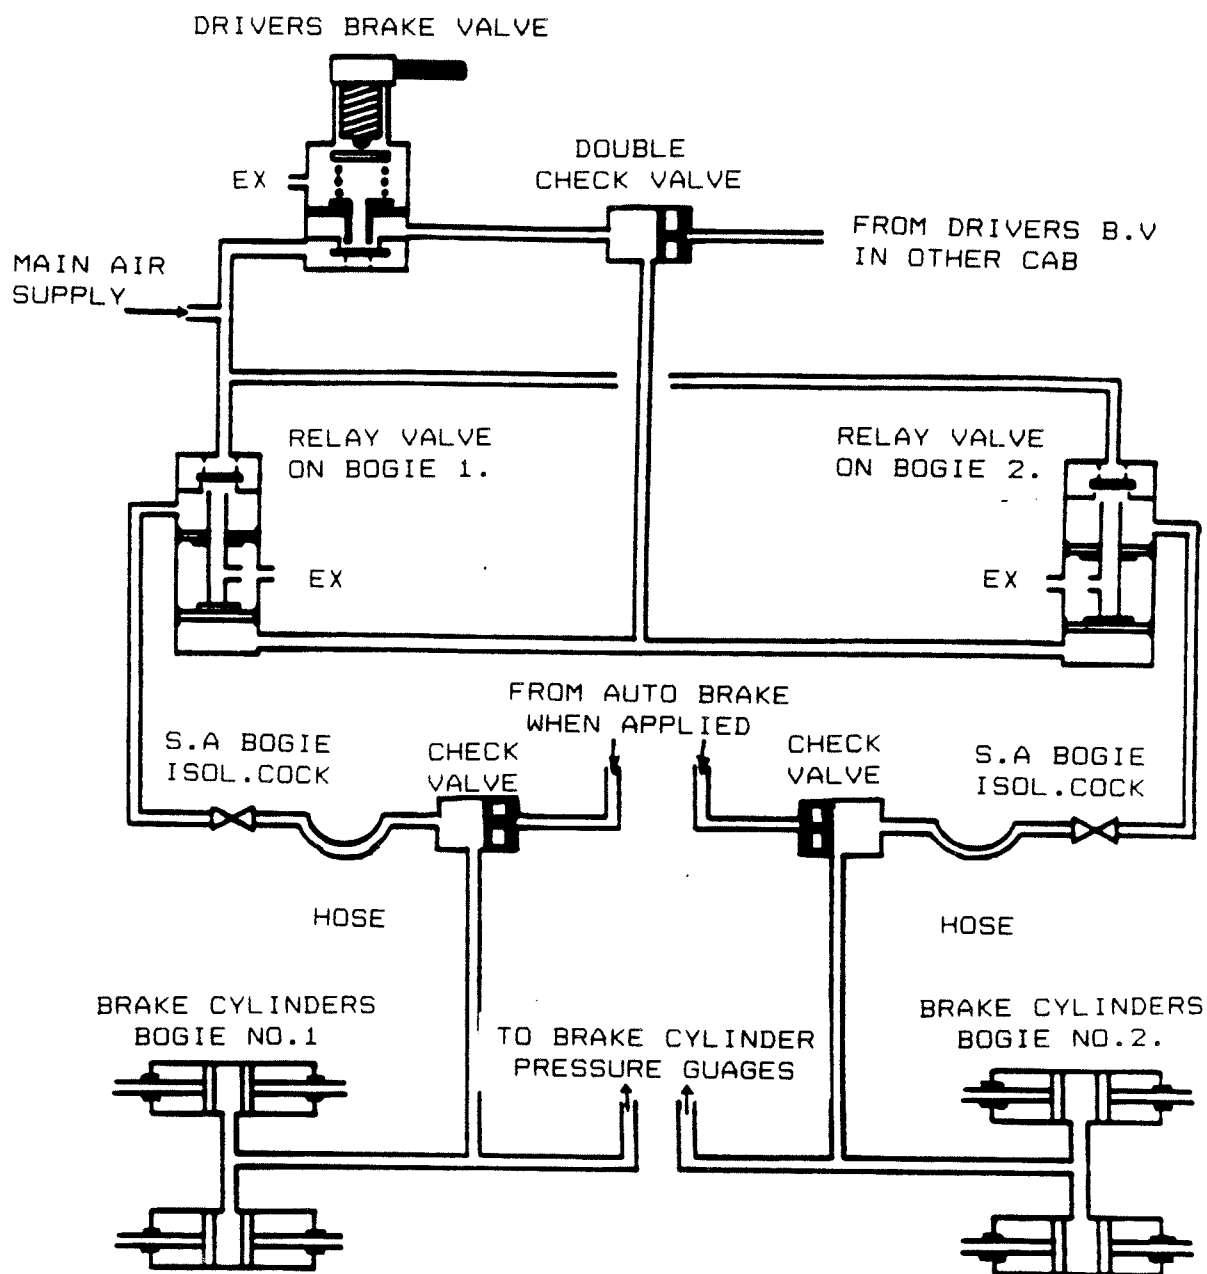 DRIVERS BRAKE VALVE
DOUBLE
CHECK VALVE
EX
FROM DRIVERS B.V
IN OTHER CAB
MAIN AIR
SUPPLY
RELAY VALVE
ON BOGIE 1.
RELAY VALVE
ON BOGIE 2.
EX
EX
FROM AUTO BRAKE
WHEN APPLIED
S.A BOGIE
ISOL.COCK
CHECK
VALVE
CHECK
VALVE
S.A BOGIE
ISOL.COCK
HOSE
HOSE
BRAKE CYLINDERS
BOGIE NO.1
TO BRAKE CYLINDER
PRESSURE GUAGES
BRAKE CYLINDERS
BOGIE NO.2.